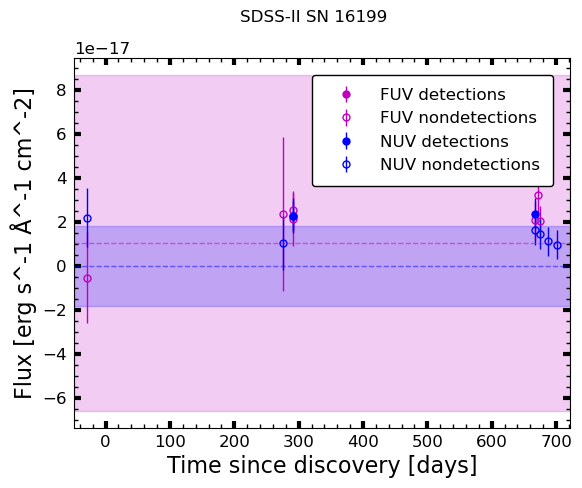 SDSS-II SN 16199
1e−17
FUV detections
FUV nondetections
NUV detections
NUV nondetections
8
6
4
2
0
−2
−4
−6
Flux [erg s^-1 Å^-1 cm^-2]
0 100 200 300 400 500 600 700
Time since discovery [days]